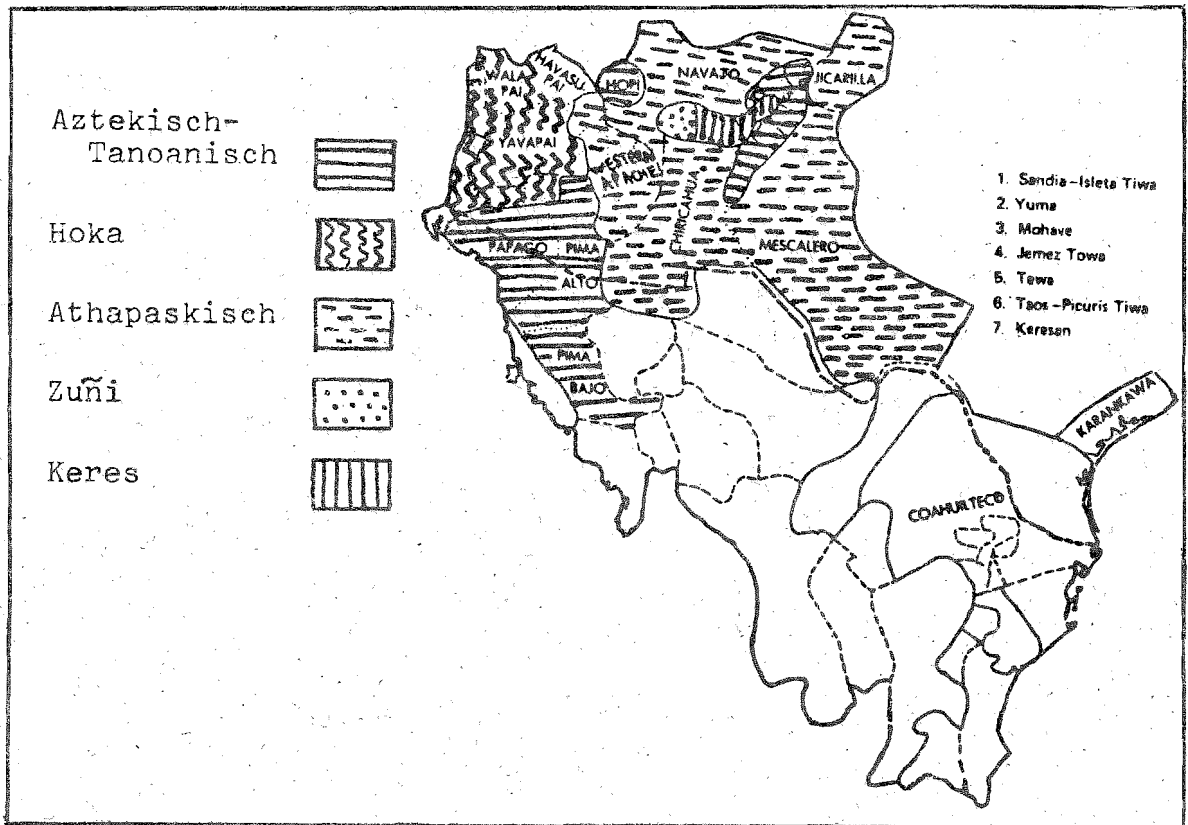 Aztekisch-
Tanoanisch
Hoka
Athapaskisch
Zuñi
Keres
WALA
PAI
HAVASU
PAI
YAVAPAI
HOPI
NAVAJO
JICARILLA
WESTERN
APACHE
CHIRICAHUA
MESCALERO
PAPAGO
PIMA
ALTO
PIMA
BAJO
KARANKAWA
COAHUILTECO
1. Sandia-Isleta Tiwa
2. Yuma
3. Mohave
4. Jemez Towa
5. Tewa
6. Taos-Picuris Tiwa
7. Keresan